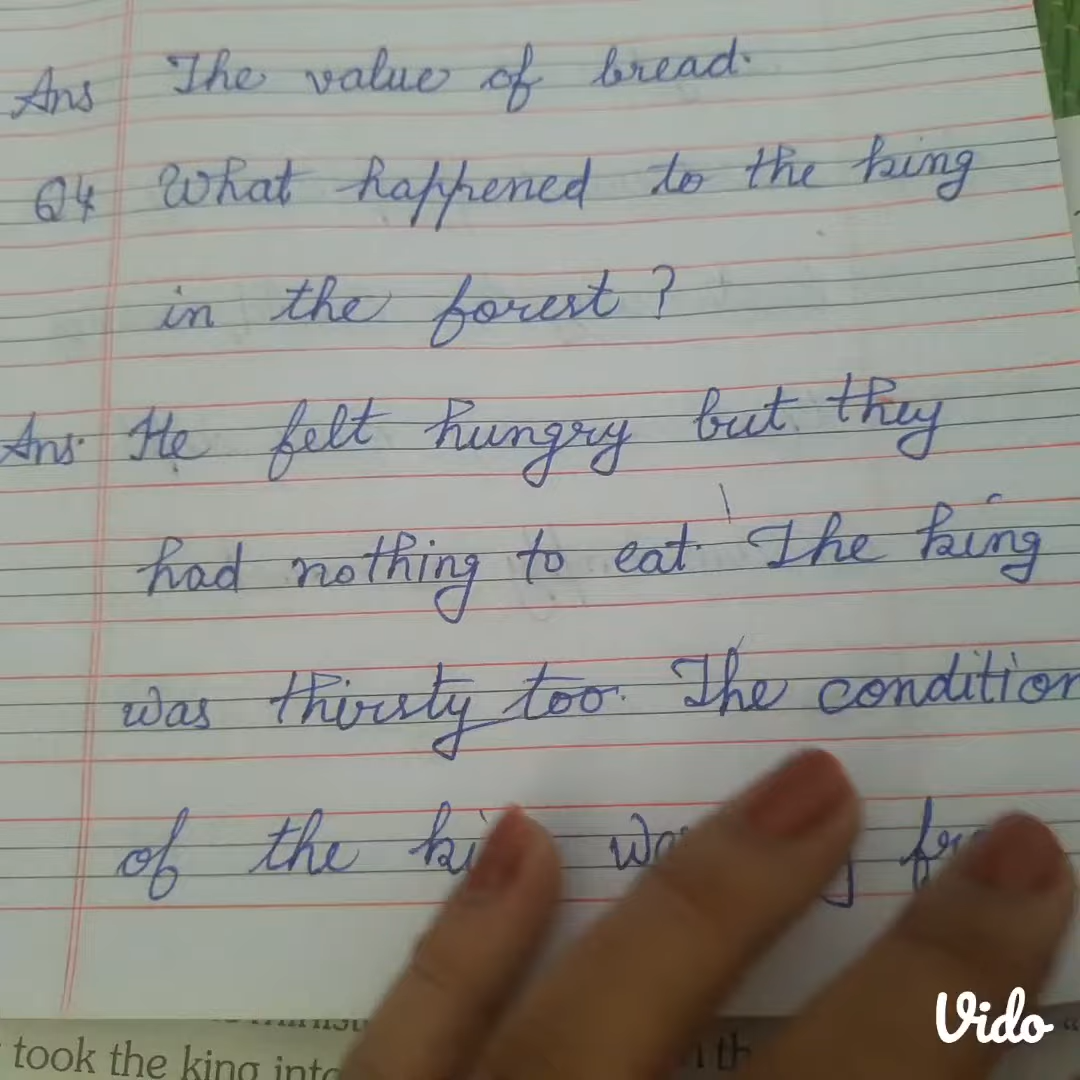 Ans The value of bread.
Q4 What happened to the king
in the forest?
Ans. He felt hungry but they
had nothing to eat. The king
was thirsty too. The condition
of the
took the king into
Vido